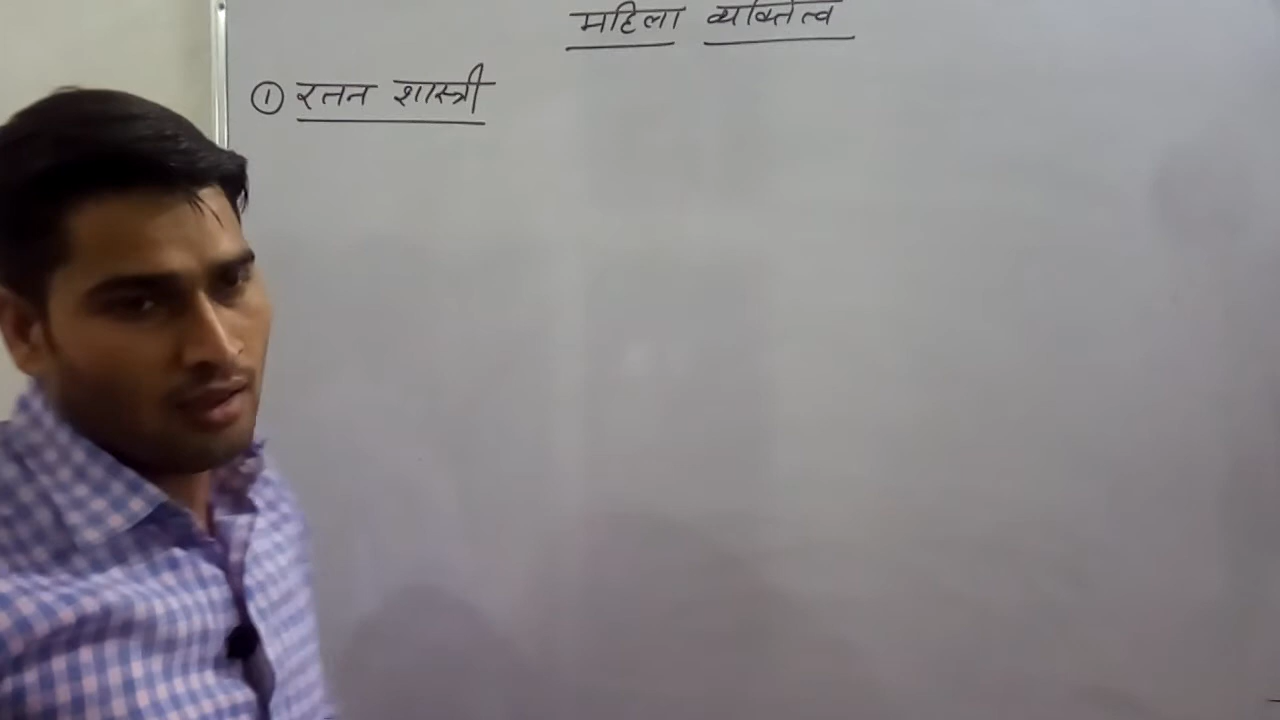 महिला व्यक्तित्व
① रतन शास्त्री